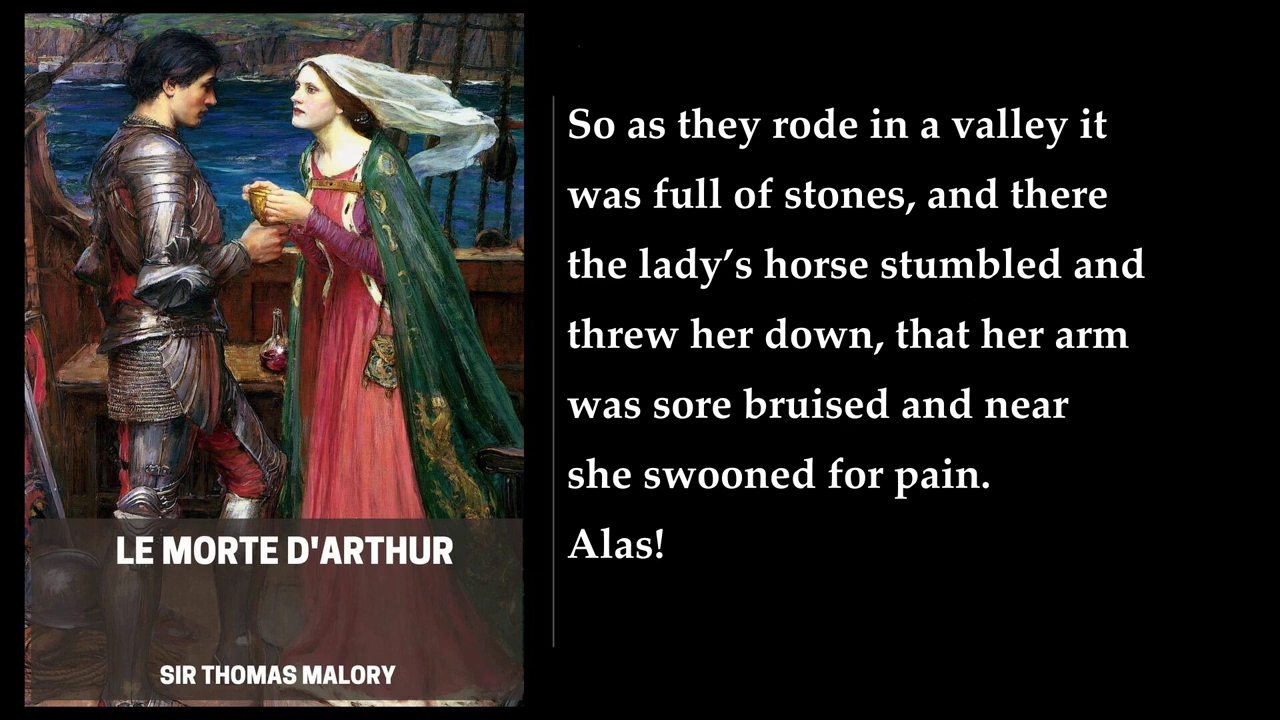 LE MORTE D'ARTHUR
SIR THOMAS MALORY
So as they rode in a valley it
was full of stones, and there
the lady’s horse stumbled and
threw her down, that her arm
was sore bruised and near
she swooned for pain.
Alas!